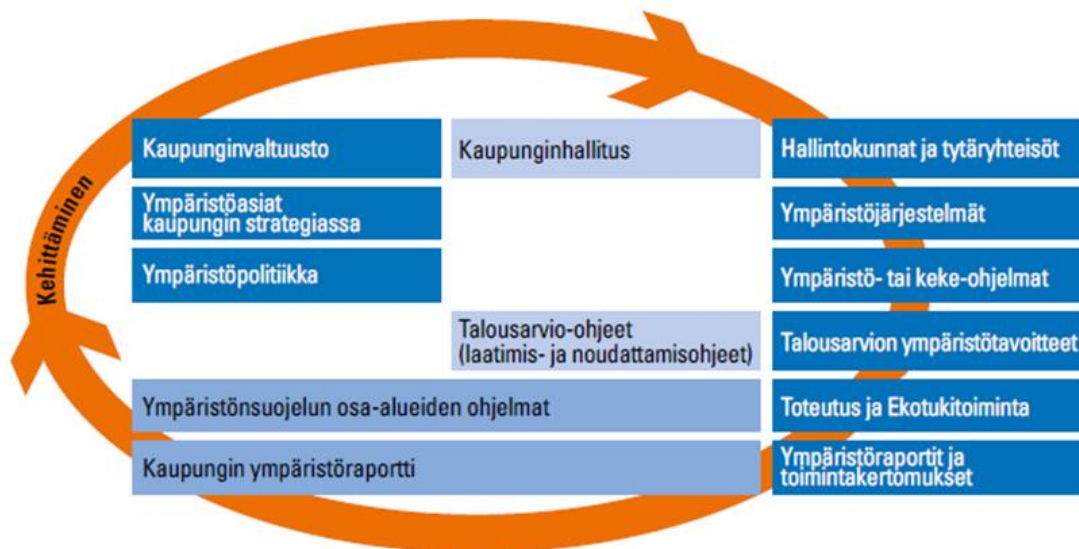 Kehittäminen
Kaupunginvaltuusto
Kaupunginhallitus
Hallintokunnat ja tytäryhteisöt
Ympäristöasiat
kaupungin strategiassa
Ympäristöjärjestelmät
Ympäristöpolitiikka
Ympäristö- tai keke-ohjelmat
Talousarvio-ohjeet
(laatimis- ja noudattamisohjeet)
Talousarvion ympäristötavoitteet
Ympäristönsuojelun osa-alueiden ohjelmat
Toteutus ja Ekotukitoiminta
Kaupungin ympäristöraportti
Ympäristöraportit ja
toimintakertomukset